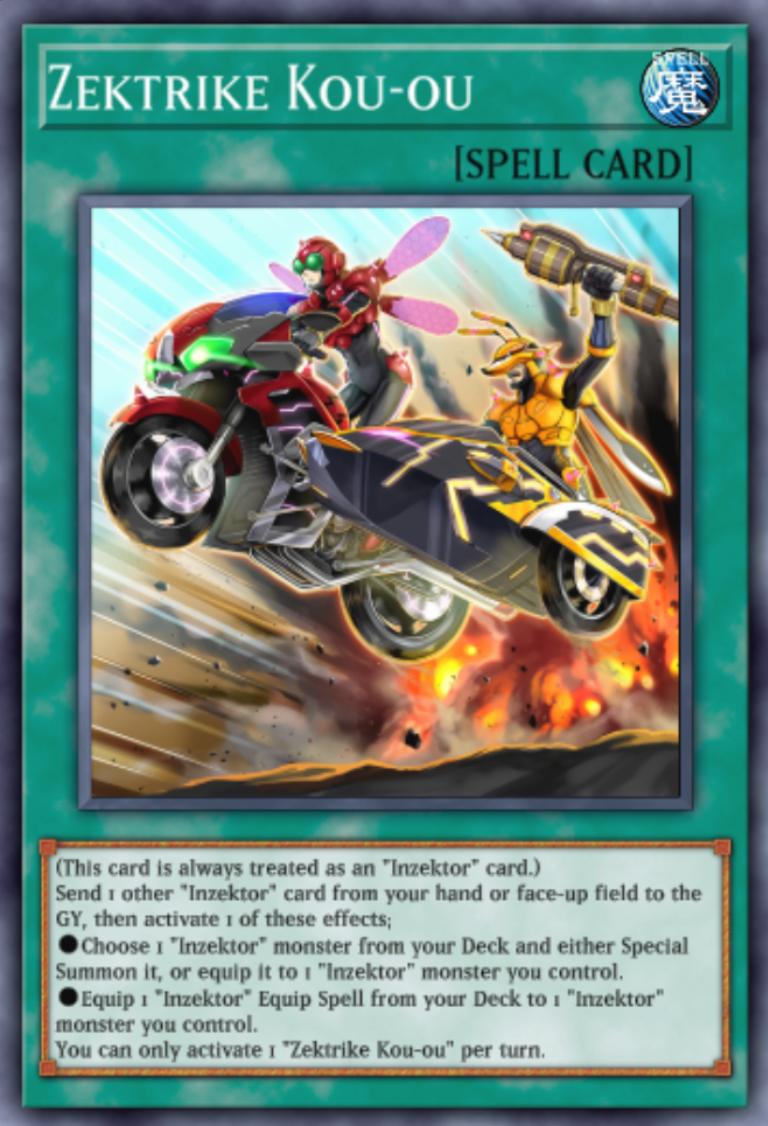 ZEKTRIKE KOU-OU
SPELL
魔
[SPELL CARD]
(This card is always treated as an "Inzektor" card.)
Send 1 other "Inzektor" card from your hand or face-up field to the
GY, then activate 1 of these effects;
●Choose 1 "Inzektor" monster from your Deck and either Special
Summon it, or equip it to 1 "Inzektor" monster you control.
●Equip 1 "Inzektor" Equip Spell from your Deck to 1 "Inzektor"
monster you control.
You can only activate 1 "Zektrike Kou-ou" per turn.